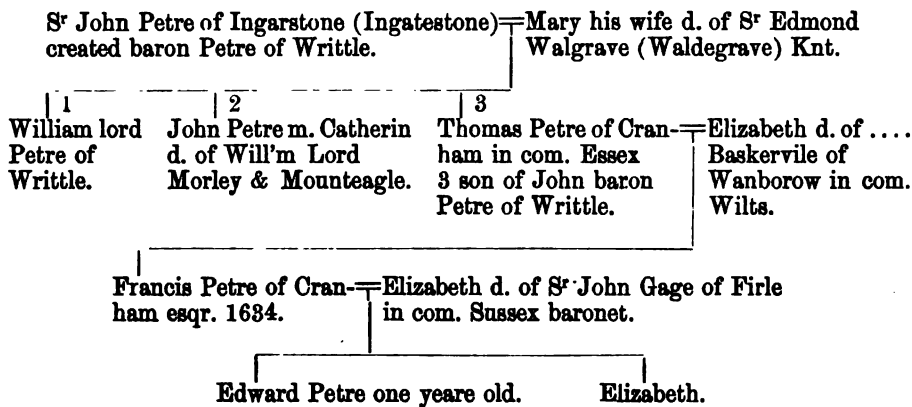 Sr John Petre of Ingarstone (Ingatestone)
created baron Petre of Writtle.
Mary his wife d. of Sr Edmond
Walgrave (Waldegrave) Knt.
1
William lord
Petre of
Writtle.
2
John Petre m. Catherin
d. of Will'm Lord
Morley & Mounteagle.
3
Thomas Petre of Cran-
ham in com. Essex
3 son of John baron
Petre of Writtle.
Elizabeth d. of ....
Baskervile of
Wanborow in com.
Wilts.
Francis Petre of Cran-
ham esqr. 1634.
Elizabeth d. of Sr John Gage of Firle
in com. Sussex baronet.
Edward Petre one yeare old.
Elizabeth.